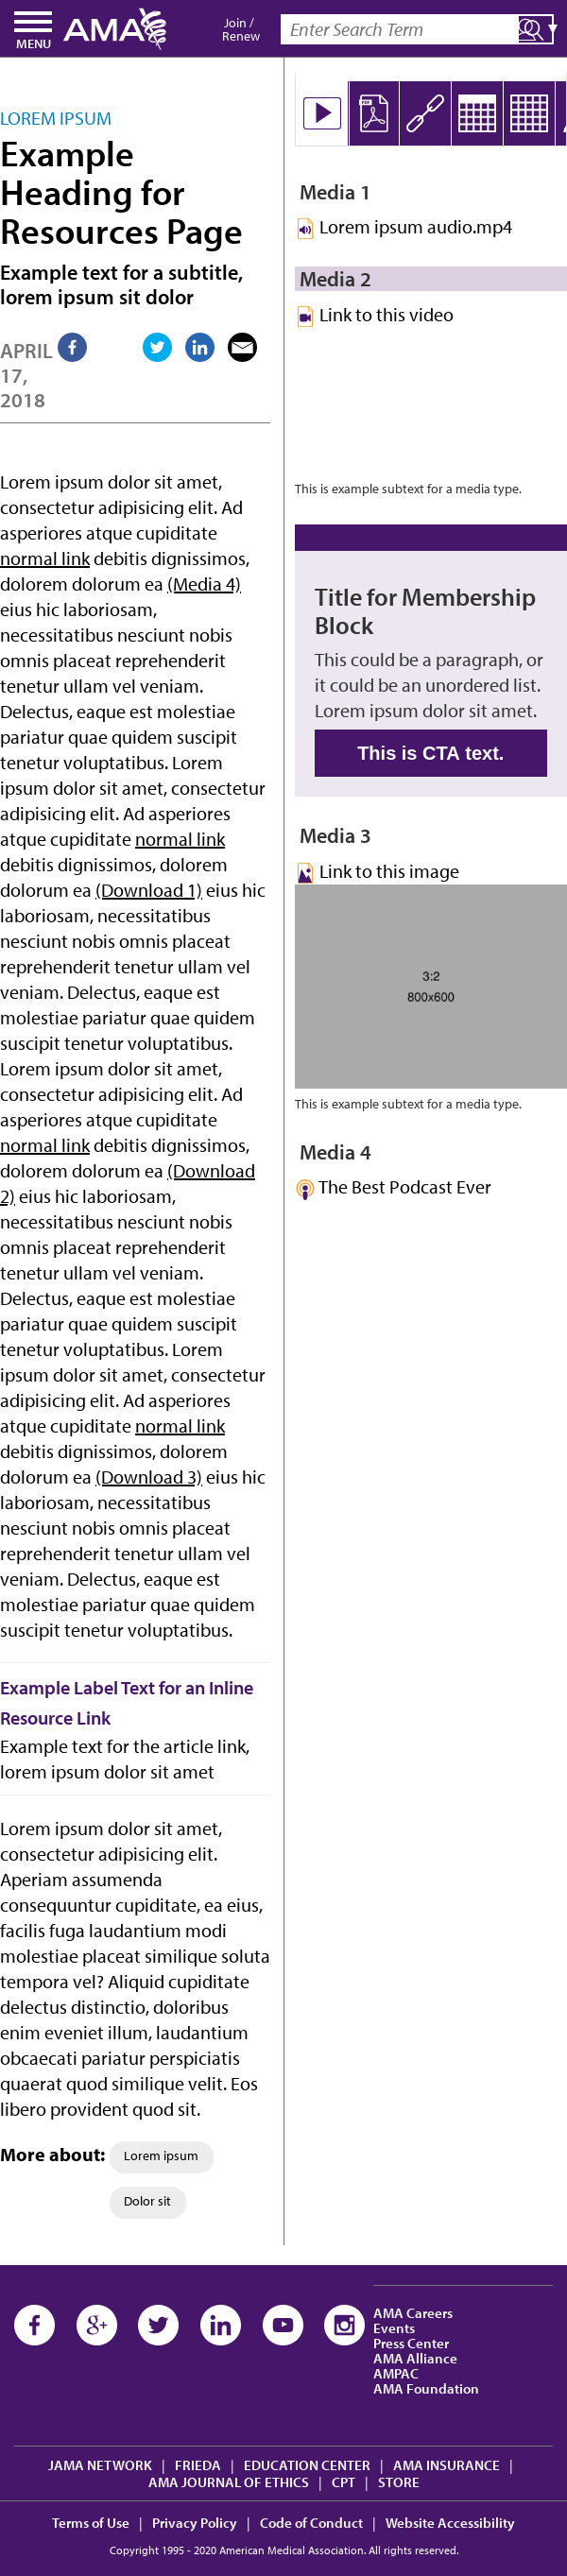 MENU
AMA
Join /
Renew
Enter Search Term
LOREM IPSUM
Example
Heading for
Resources Page
Example text for a subtitle,
lorem ipsum sit dolor
APRIL
17,
2018
Lorem ipsum dolor sit amet,
consectetur adipisicing elit. Ad
asperiores atque cupiditate
normal link debitis dignissimos,
dolorem dolorum ea (Media 4)
eius hic laboriosam,
necessitatibus nesciunt nobis
omnis placeat reprehenderit
tenetur ullam vel veniam.
Delectus, eaque est molestiae
pariatur quae quidem suscipit
tenetur voluptatibus. Lorem
ipsum dolor sit amet, consectetur
adipisicing elit. Ad asperiores
atque cupiditate normal link
debitis dignissimos, dolorem
dolorum ea (Download 1) eius hic
laboriosam, necessitatibus
nesciunt nobis omnis placeat
reprehenderit tenetur ullam vel
veniam. Delectus, eaque est
molestiae pariatur quae quidem
suscipit tenetur voluptatibus.
Lorem ipsum dolor sit amet,
consectetur adipisicing elit. Ad
asperiores atque cupiditate
normal link debitis dignissimos,
dolorem dolorum ea (Download
2) eius hic laboriosam,
necessitatibus nesciunt nobis
omnis placeat reprehenderit
tenetur ullam vel veniam.
Delectus, eaque est molestiae
pariatur quae quidem suscipit
tenetur voluptatibus. Lorem
ipsum dolor sit amet, consectetur
adipisicing elit. Ad asperiores
atque cupiditate normal link
debitis dignissimos, dolorem
dolorum ea (Download 3) eius hic
laboriosam, necessitatibus
nesciunt nobis omnis placeat
reprehenderit tenetur ullam vel
veniam. Delectus, eaque est
molestiae pariatur quae quidem
suscipit tenetur voluptatibus.
Example Label Text for an Inline
Resource Link
Example text for the article link,
lorem ipsum dolor sit amet
Lorem ipsum dolor sit amet,
consectetur adipisicing elit.
Aperiam assumenda
consequuntur cupiditate, ea eius,
facilis fuga laudantium modi
molestiae placeat similique soluta
tempora vel? Aliquid cupiditate
delectus distinctio, doloribus
enim eveniet illum, laudantium
obcaecati pariatur perspiciatis
quaerat quod similique velit. Eos
libero provident quod sit.
More about: Lorem ipsum
Dolor sit
PDF
Media 1
Lorem ipsum audio.mp4
Media 2
Link to this video
This is example subtext for a media type.
Title for Membership
Block
This could be a paragraph, or
it could be an unordered list.
Lorem ipsum dolor sit amet.
This is CTA text.
Media 3
Link to this image
3:2
800x600
This is example subtext for a media type.
Media 4
The Best Podcast Ever
AMA Careers
Events
Press Center
AMA Alliance
AMPAC
AMA Foundation
JAMA NETWORK | FRIEDA | EDUCATION CENTER | AMA INSURANCE |
AMA JOURNAL OF ETHICS | CPT | STORE
Terms of Use | Privacy Policy | Code of Conduct | Website Accessibility
Copyright 1995 - 2020 American Medical Association. All rights reserved.